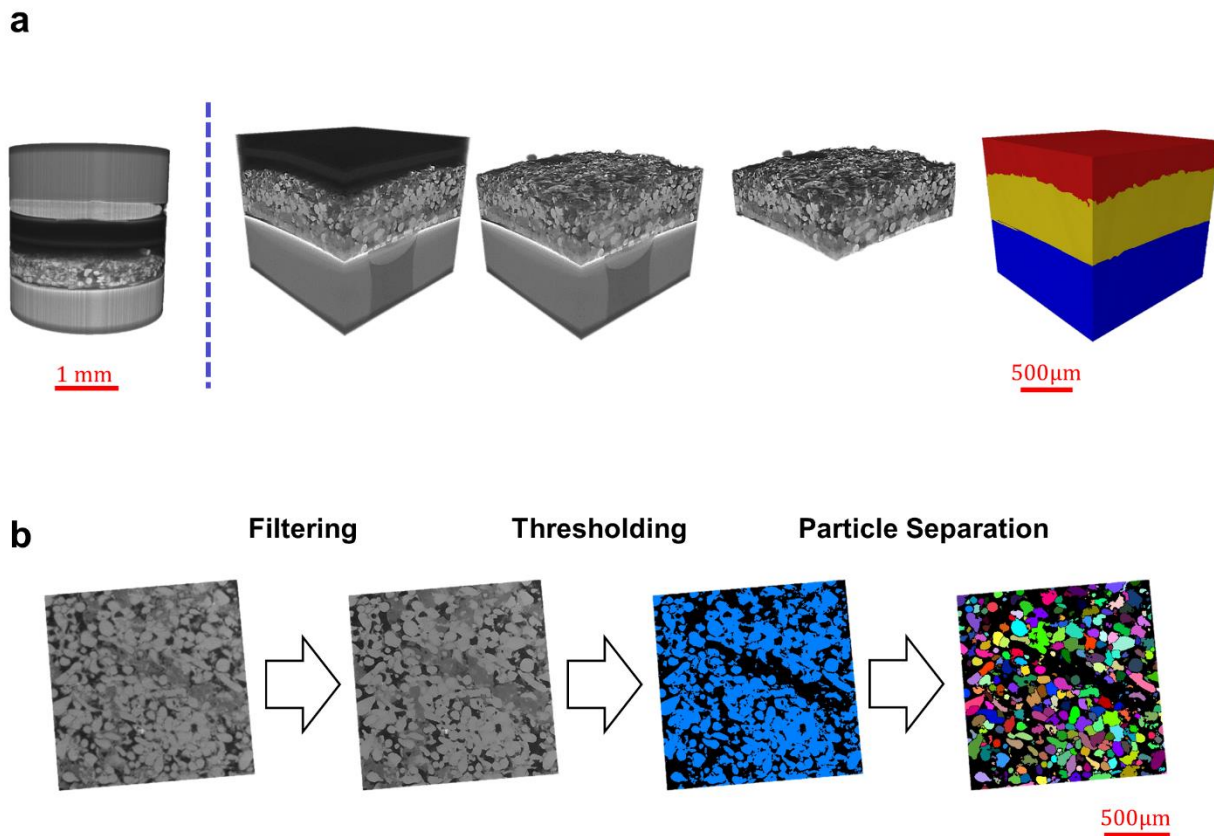 a
1 mm
500μm
b
Filtering
Thresholding
Particle Separation
500μm